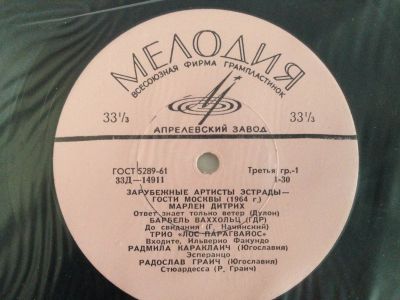 МЕЛОДИЯ
ВСЕСОЮЗНАЯ ФИРМА ГРАМПЛАСТИНОК
33⅓ 33⅓
АПРЕЛЕВСКИЙ ЗАВОД
ГОСТ 5289-61 Третья гр.-1
33Д—14911 1-30
ЗАРУБЕЖНЫЕ АРТИСТЫ ЭСТРАДЫ—
ГОСТИ МОСКВЫ (1964 г.)
МАРЛЕН ДИТРИХ
Ответ знает только ветер (Дулон)
БАРБЕЛЬ ВАХХОЛЬЦ (ГДР)
До свидания (Г. Начинский)
ТРИО «ЛОС ПАРАГВАЙОС»
Входите, Ильверио Факундо
РАДМИЛА КАРАКЛАИЧ (Югославия)
Эсперанцо
РАДОСЛАВ ГРАИЧ (Югославия)
Стюардесса (Р. Граич)